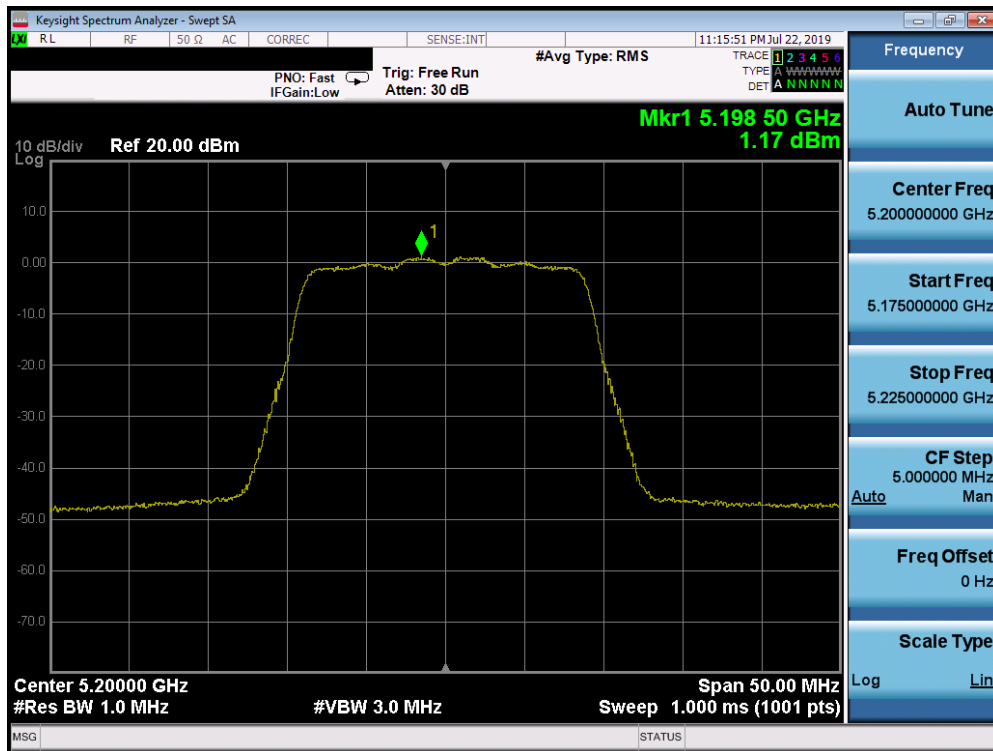 Keysight Spectrum Analyzer - Swept SA
LXI RL RF 50 Ω AC CORREC SENSE:INT 11:15:51 PM Jul 22, 2019
#Avg Type: RMS
TRACE 1 2 3 4 5 6
TYPE A WWWWW
DET A N N N N N
PNO: Fast
IFGain:Low
Trig: Free Run
Atten: 30 dB
Mkr1 5.198 50 GHz
1.17 dBm
10 dB/div Ref 20.00 dBm
Log
10.0
0.00
-10.0
-20.0
-30.0
-40.0
-50.0
-60.0
-70.0
1
Center 5.20000 GHz Span 50.00 MHz
#Res BW 1.0 MHz #VBW 3.0 MHz Sweep 1.000 ms (1001 pts)
MSG STATUS
Frequency
Auto Tune
Center Freq
5.200000000 GHz
Start Freq
5.175000000 GHz
Stop Freq
5.225000000 GHz
CF Step
5.000000 MHz
Auto Man
Freq Offset
0 Hz
Scale Type
Log Lin